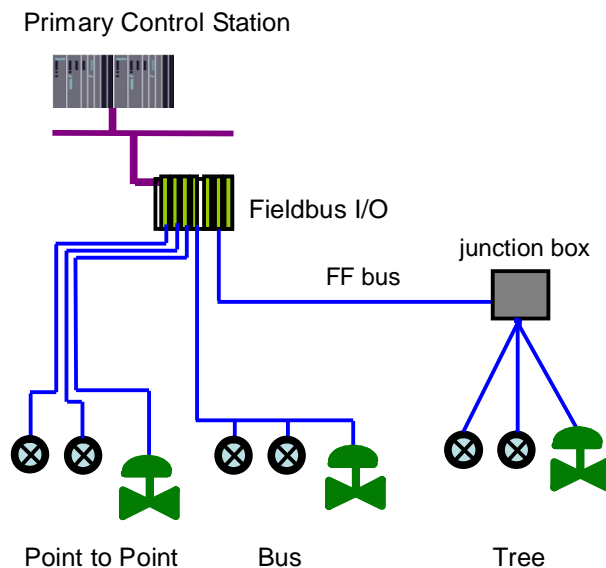 Primary Control Station
Fieldbus I/O
junction box
FF bus
Point to Point
Bus
Tree